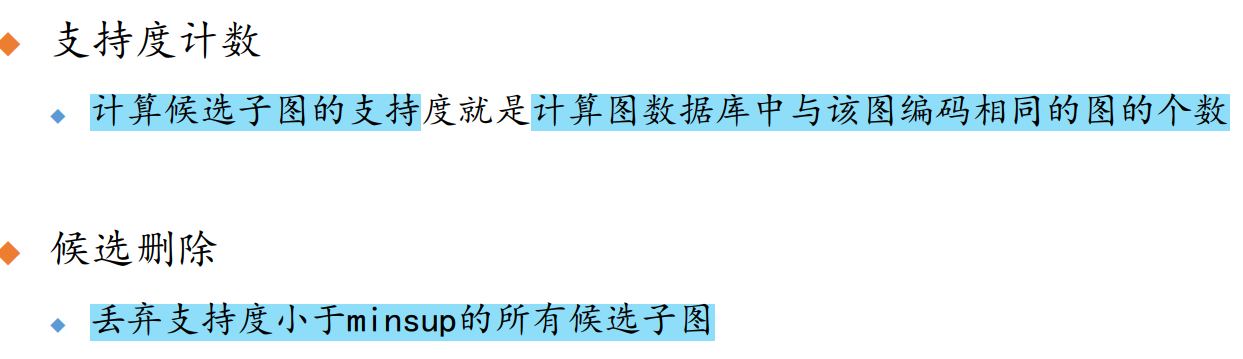 支持度计数
计算候选子图的支持度就是计算图数据库中与该图编码相同的图的个数
候选删除
丢弃支持度小于minsup的所有候选子图